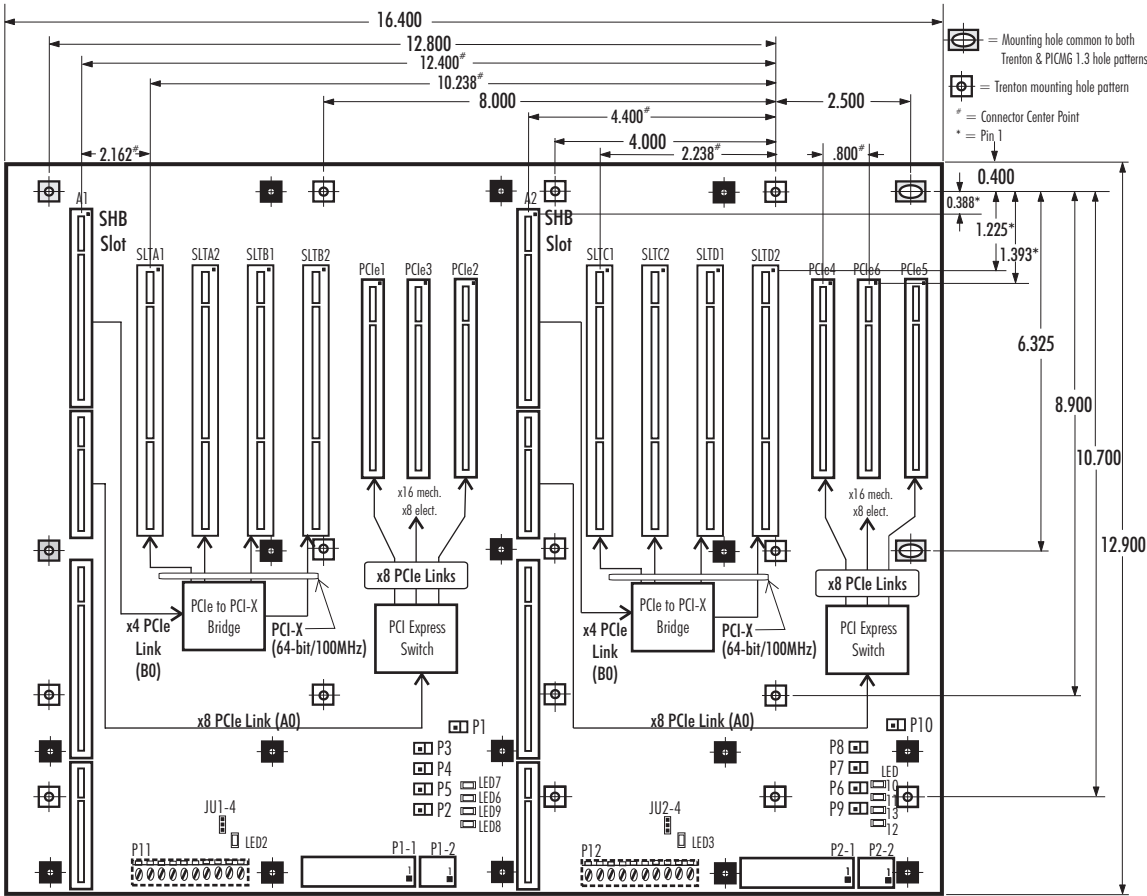 16.400
12.800
12.400#
10.238#
8.000
2.500
4.400#
4.000
2.162#
2.238#
.800#
= Mounting hole common to both
Trenton & PICMG 1.3 hole patterns
= Trenton mounting hole pattern
# = Connector Center Point
* = Pin 1
0.400
0.388*
1.225*
1.393*
6.325
8.900
10.700
12.900
A1
SHB
Slot
SLTA1
SLTA2
SLTB1
SLTB2
PCIe1
PCIe3
PCIe2
A2
SHB
Slot
SLTC1
SLTC2
SLTD1
SLTD2
PCIe4
PCIe6
PCIe5
x16 mech.
x8 elect.
x16 mech.
x8 elect.
x8 PCIe Links
x8 PCIe Links
PCIe to PCI-X
Bridge
x4 PCIe
Link
(B0)
PCI-X
(64-bit/100MHz)
PCI Express
Switch
PCIe to PCI-X
Bridge
x4 PCIe
Link
(B0)
PCI-X
(64-bit/100MHz)
PCI Express
Switch
x8 PCIe Link (A0)
x8 PCIe Link (A0)
P1
P3
P4
P5
P2
LED7
LED6
LED9
LED8
P10
P8
P7
P6
P9
LED
10
11
13
12
JU1-4
LED2
P11
P1-1
P1-2
1
1
JU2-4
LED3
P12
P2-1
P2-2
1
1